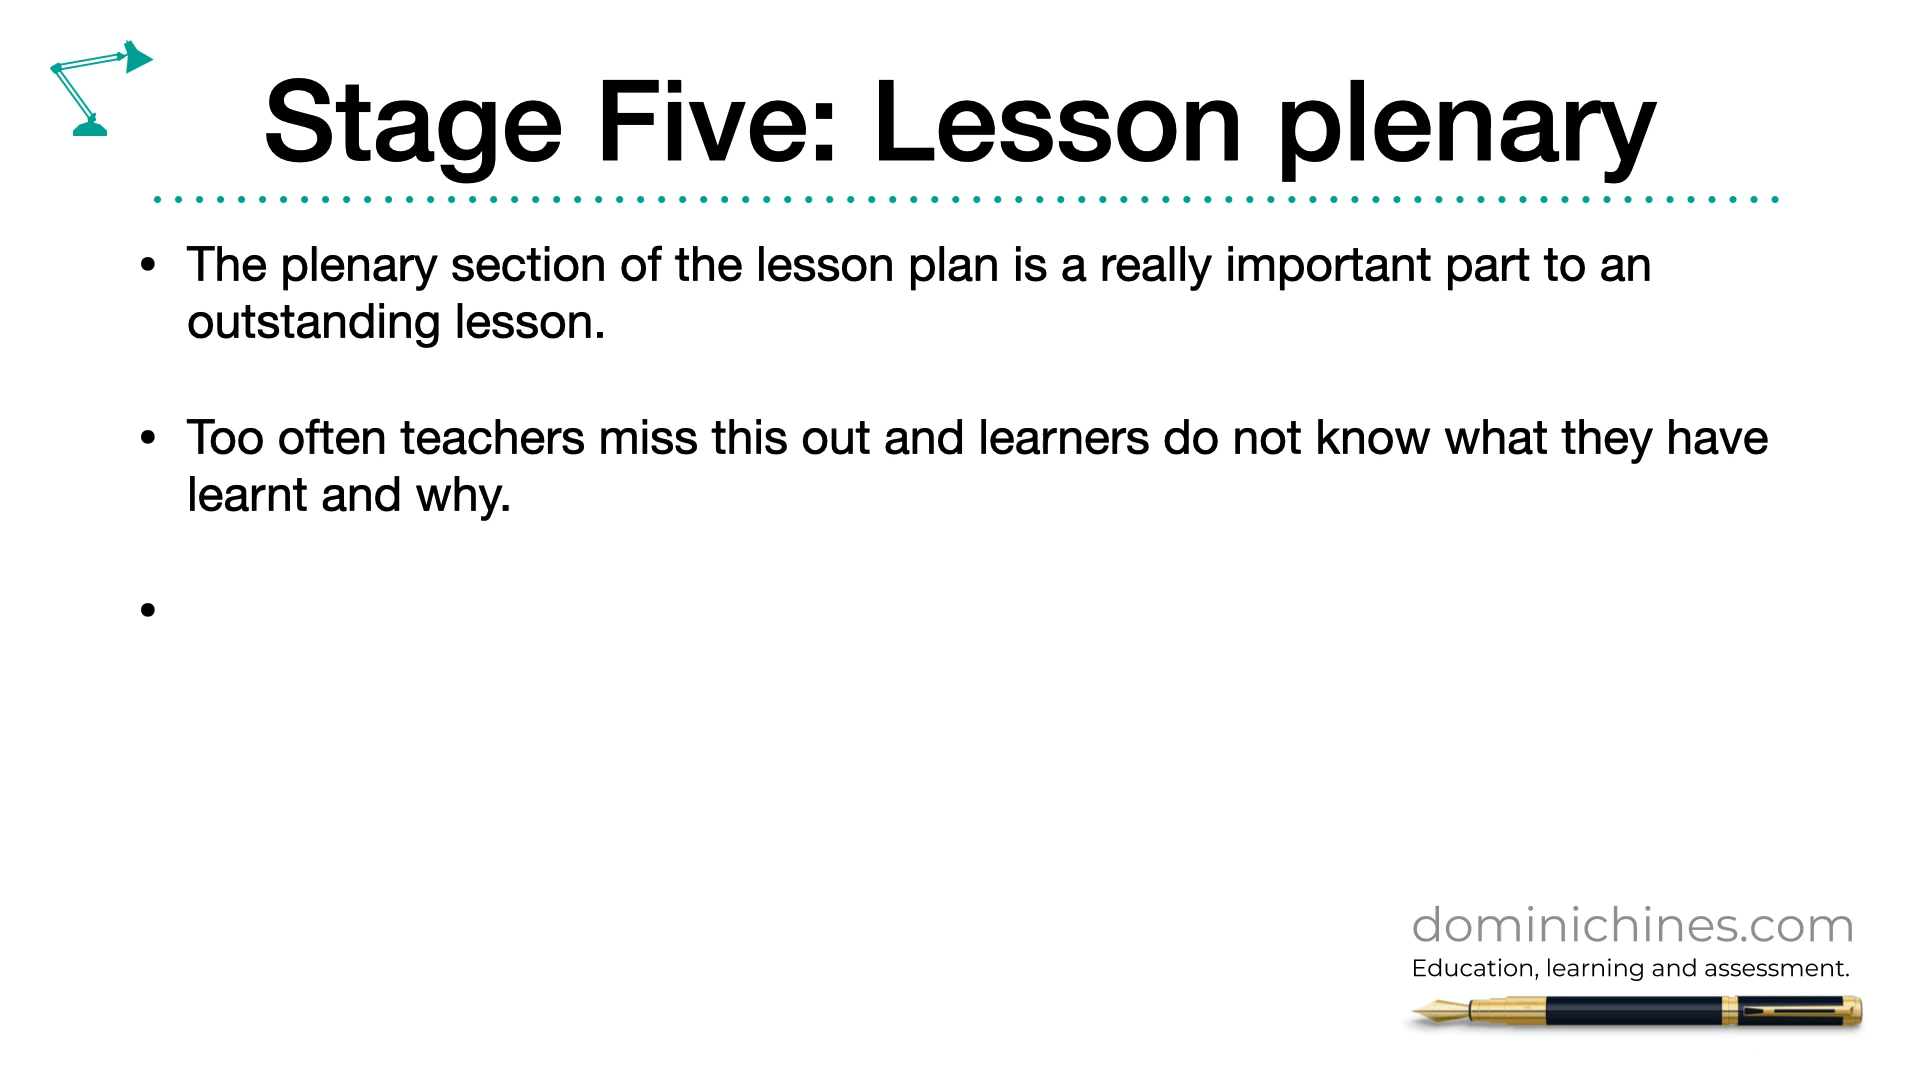 Stage Five: Lesson plenary
• The plenary section of the lesson plan is a really important part to an
outstanding lesson.
• Too often teachers miss this out and learners do not know what they have
learnt and why.
•
dominichines.com
Education, learning and assessment.